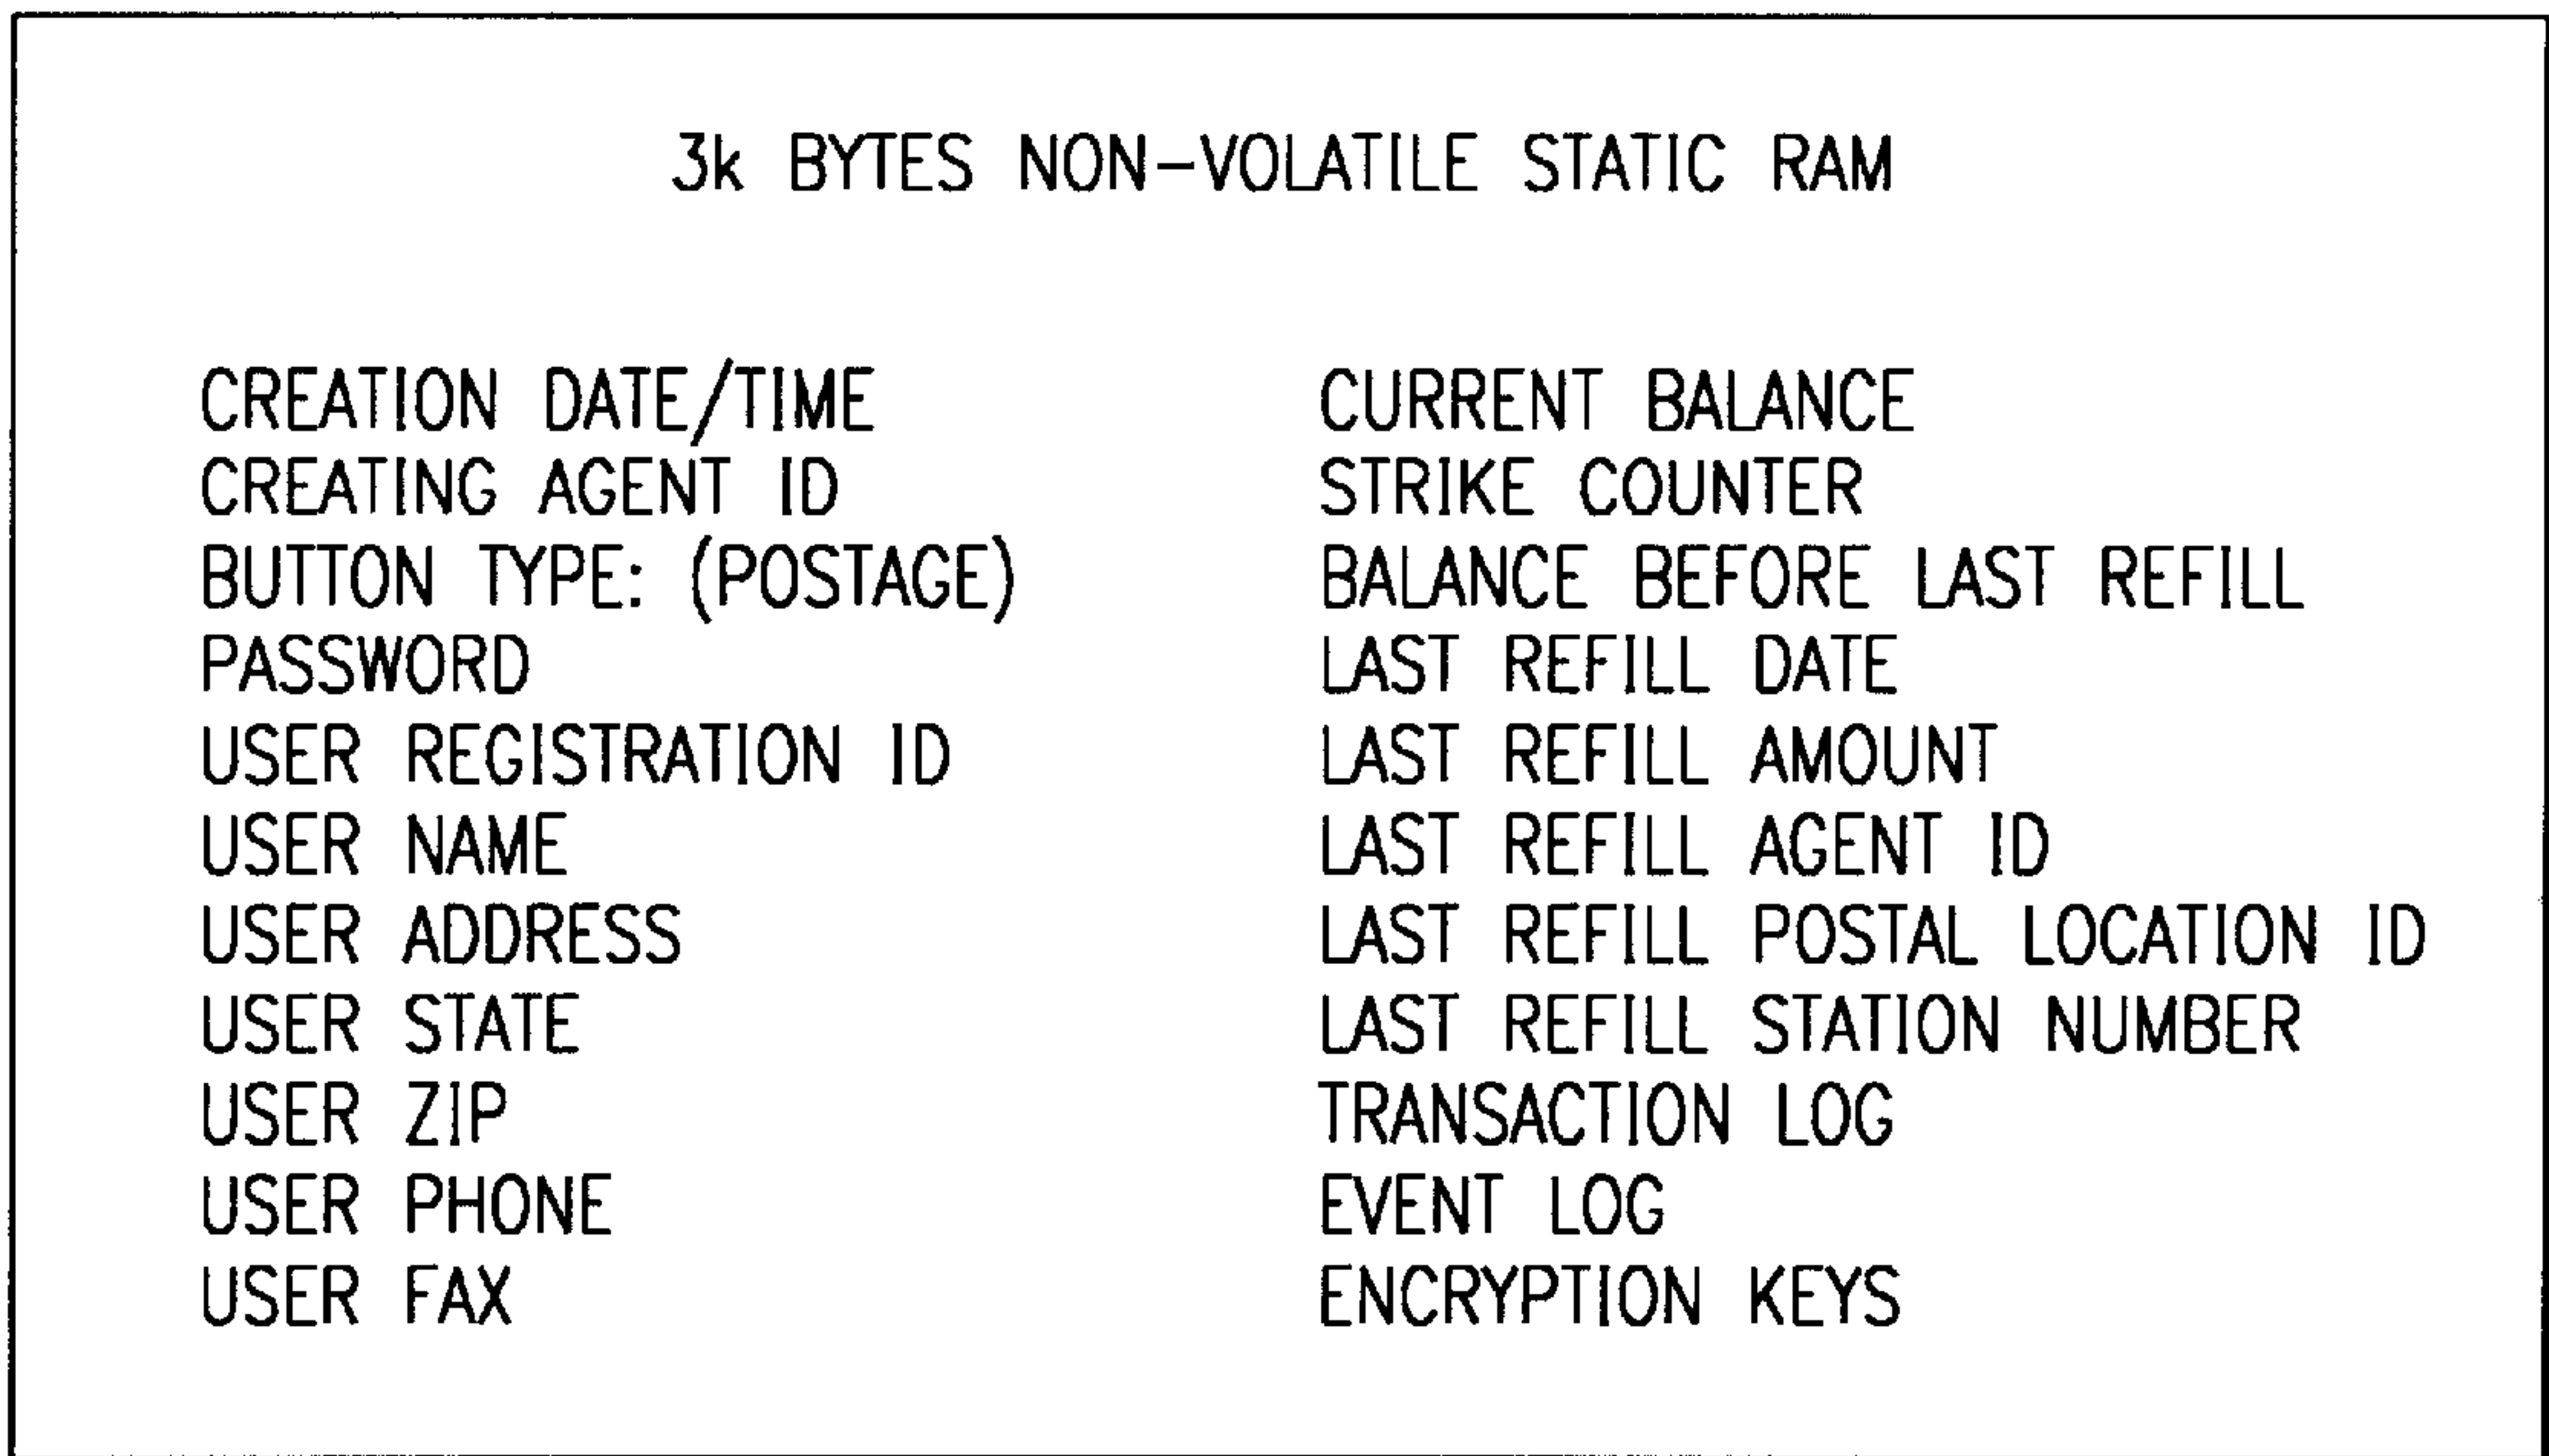 3k BYTES NON-VOLATILE STATIC RAM
CREATION DATE/TIME
CREATING AGENT ID
BUTTON TYPE: (POSTAGE)
PASSWORD
USER REGISTRATION ID
USER NAME
USER ADDRESS
USER STATE
USER ZIP
USER PHONE
USER FAX
CURRENT BALANCE
STRIKE COUNTER
BALANCE BEFORE LAST REFILL
LAST REFILL DATE
LAST REFILL AMOUNT
LAST REFILL AGENT ID
LAST REFILL POSTAL LOCATION ID
LAST REFILL STATION NUMBER
TRANSACTION LOG
EVENT LOG
ENCRYPTION KEYS